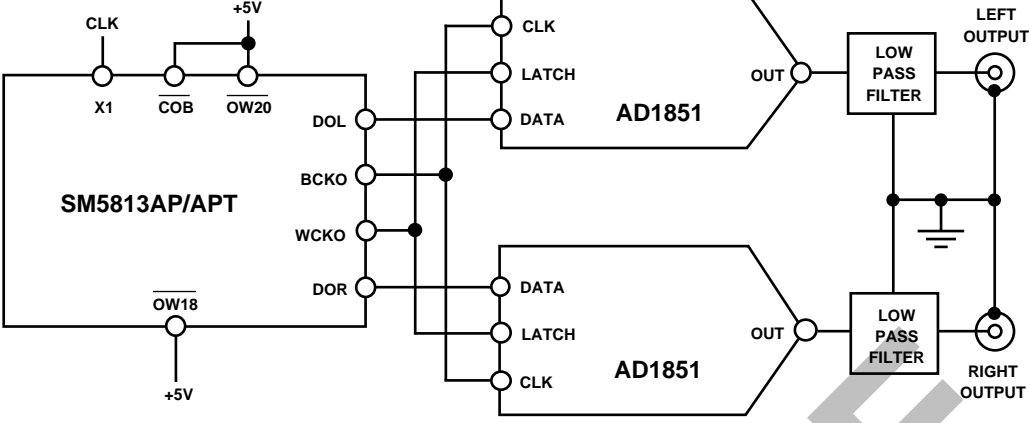 +5V
CLK
X1
COB
OW20
DOL
BCKO
WCKO
DOR
SM5813AP/APT
OW18
+5V
CLK
LATCH
DATA
AD1851
OUT
LOW
PASS
FILTER
LEFT
OUTPUT
DATA
LATCH
CLK
AD1851
OUT
LOW
PASS
FILTER
RIGHT
OUTPUT